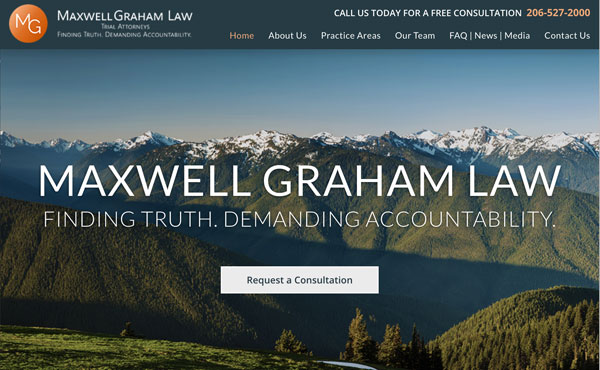 MG
MAXWELL GRAHAM LAW
TRIAL ATTORNEYS
FINDING TRUTH. DEMANDING ACCOUNTABILITY.
CALL US TODAY FOR A FREE CONSULTATION 206-527-2000
Home About Us Practice Areas Our Team FAQ | News | Media Contact Us
MAXWELL GRAHAM LAW
FINDING TRUTH. DEMANDING ACCOUNTABILITY.
Request a Consultation